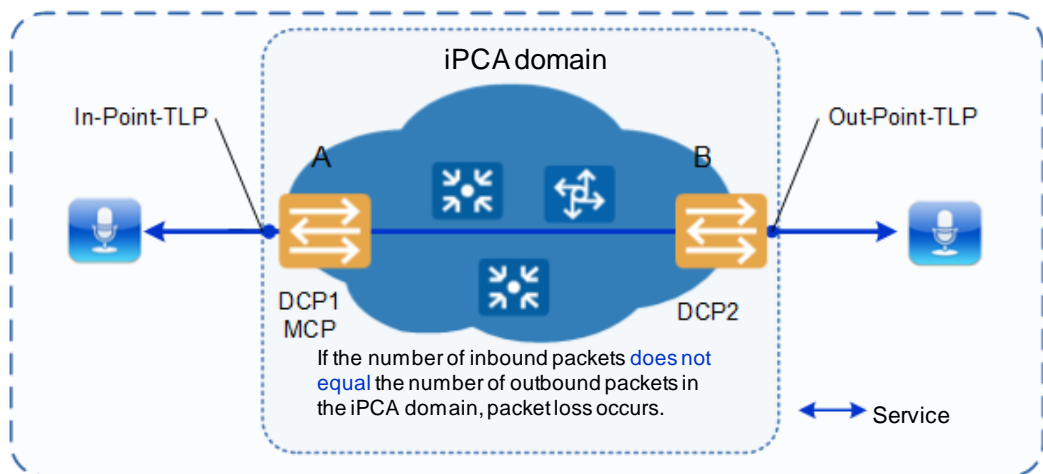 iPCA domain
In-Point-TLP
Out-Point-TLP
A
B
DCP1
MCP
DCP2
If the number of inbound packets does not
equal the number of outbound packets in
the iPCA domain, packet loss occurs.
Service